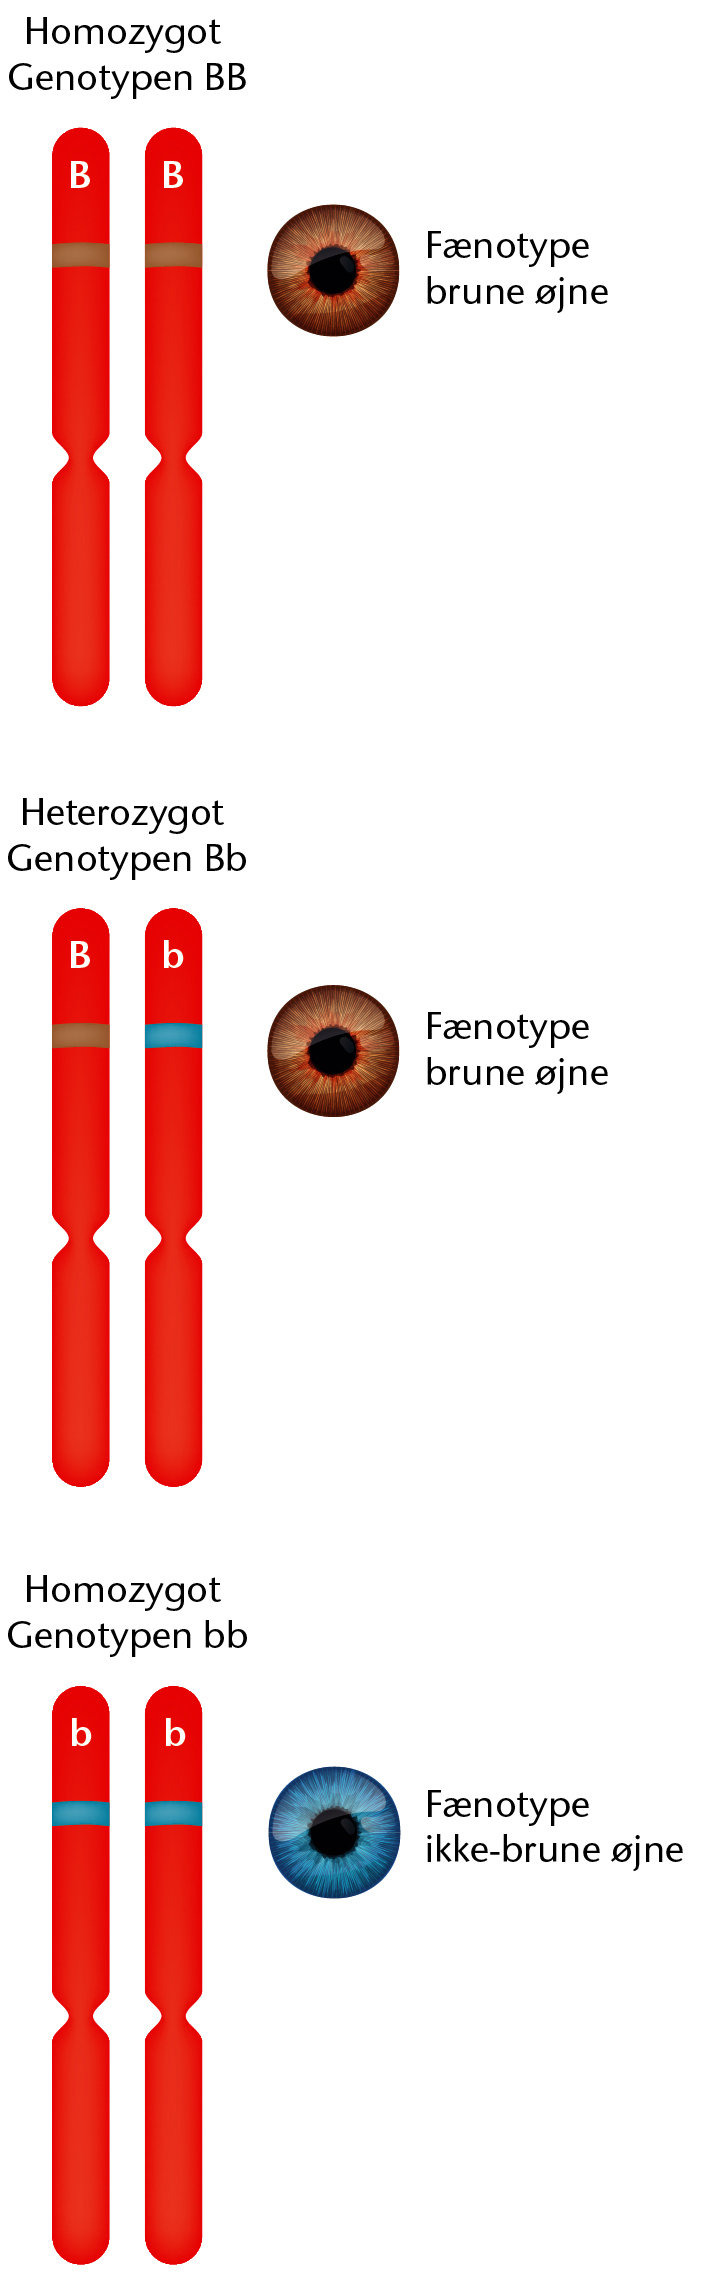 Homozygot
Genotypen BB
B B
Fænotype
brune øjne
Heterozygot
Genotypen Bb
B b
Fænotype
brune øjne
Homozygot
Genotypen bb
b b
Fænotype
ikke-brune øjne